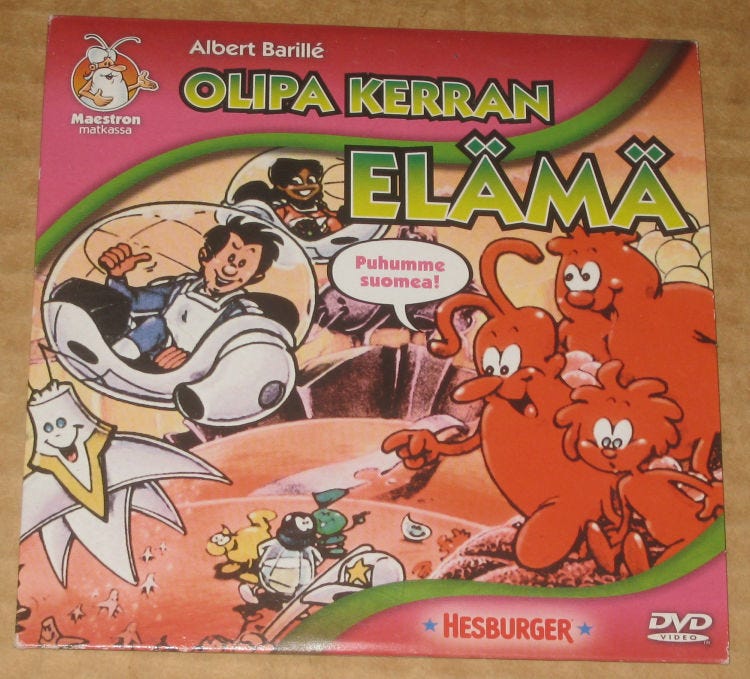 Albert Barillé
OLIPA KERRAN
ELÄMÄ
Maestron
matkassa
Puhumme
suomea!
HESBURGER
DVD
VIDEO